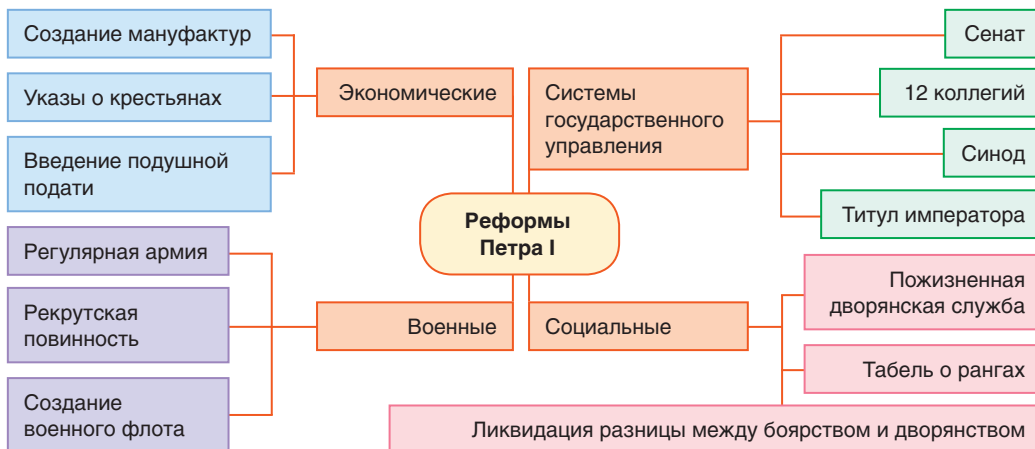 Создание мануфактур
Указы о крестьянах
Введение подушной
подати
Экономические
Системы
государственного
управления
Сенат
12 коллегий
Синод
Титул императора
Реформы
Петра I
Регулярная армия
Рекрутская
повинность
Создание
военного флота
Военные
Социальные
Пожизненная
дворянская служба
Табель о рангах
Ликвидация разницы между боярством и дворянством